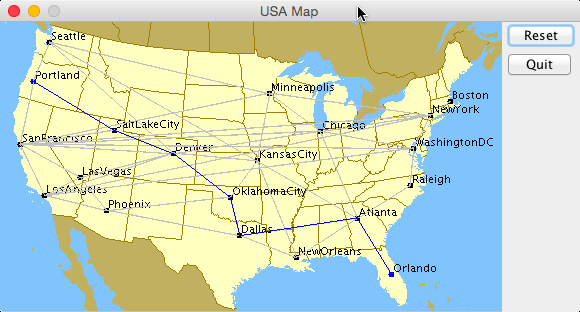 USA Map
Reset
Quit
Seattle
Portland
Minneapolis
Boston
NewYork
SaltLakeCity
Chicago
SanFrancisco
Denver
KansasCity
WashingtonDC
LasVegas
Raleigh
LosAngeles
OklahomaCity
Phoenix
Atlanta
Dallas
NewOrleans
Orlando